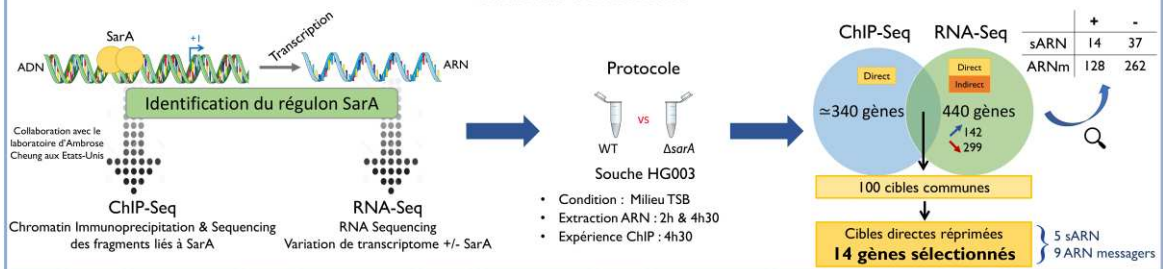 SarA
+1
Transcription
ADN
ARN
Identification du régulon SarA
Collaboration avec le
laboratoire d'Ambrose
Cheung aux Etats-Unis
ChIP-Seq
Chromatin Immunoprecipitation & Sequencing
des fragments liés à SarA
RNA-Seq
RNA Sequencing
Variation de transcriptome +/- SarA
Protocole
vs
WT
ΔsarA
Souche HG003
• Condition : Milieu TSB
• Extraction ARN : 2h & 4h30
• Expérience ChIP : 4h30
ChIP-Seq
RNA-Seq
Direct
Direct
Indirect
≃340 gènes
440 gènes
142
299
100 cibles communes
Cibles directes réprimées
14 gènes sélectionnés
5 sARN
9 ARN messagers
+ -
sARN 14 37
ARNm 128 262